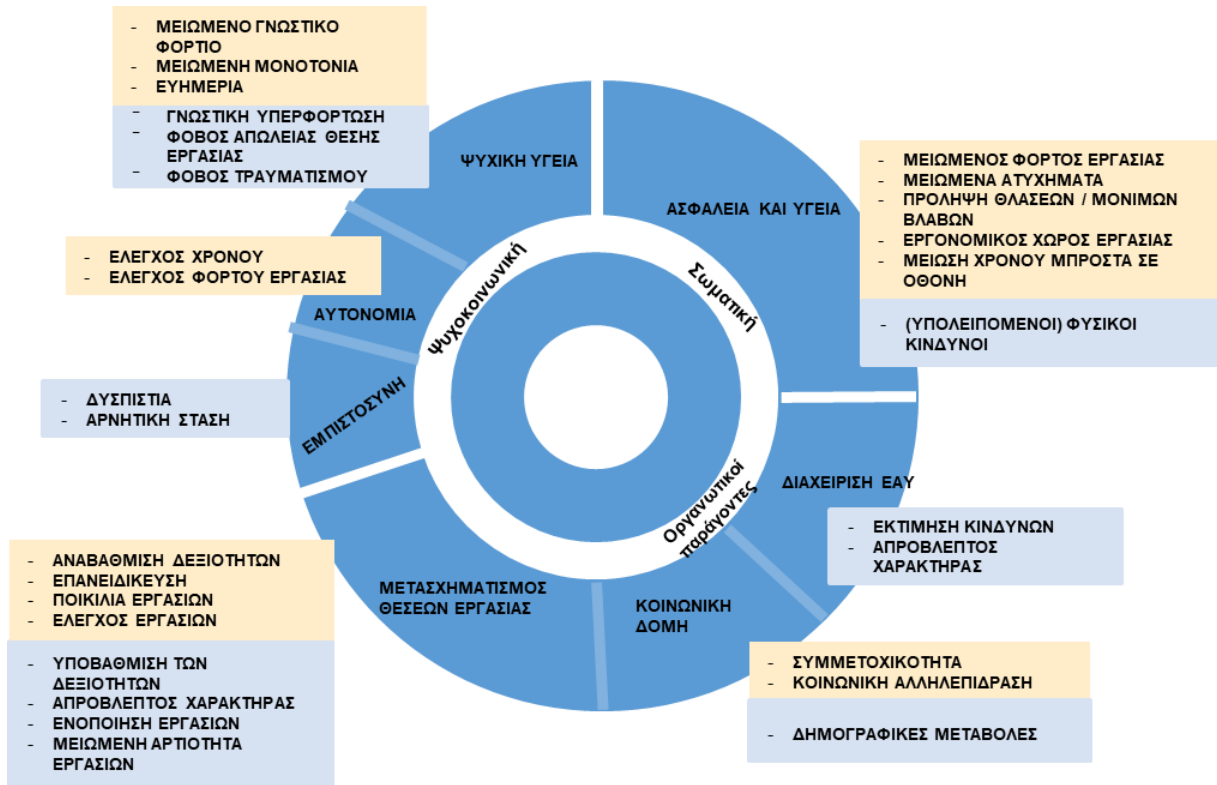 - ΜΕΙΩΜΕΝΟ ΓΝΩΣΤΙΚΟ
ΦΟΡΤΙΟ
- ΜΕΙΩΜΕΝΗ ΜΟΝΟΤΟΝΙΑ
- ΕΥΗΜΕΡΙΑ
- ΓΝΩΣΤΙΚΗ ΥΠΕΡΦΟΡΤΩΣΗ
- ΦΟΒΟΣ ΑΠΩΛΕΙΑΣ ΘΕΣΗΣ
ΕΡΓΑΣΙΑΣ
- ΦΟΒΟΣ ΤΡΑΥΜΑΤΙΣΜΟΥ
ΨΥΧΙΚΗ ΥΓΕΙΑ
ΑΣΦΑΛΕΙΑ ΚΑΙ ΥΓΕΙΑ
- ΜΕΙΩΜΕΝΟΣ ΦΟΡΤΟΣ ΕΡΓΑΣΙΑΣ
- ΜΕΙΩΜΕΝΑ ΑΤΥΧΗΜΑΤΑ
- ΠΡΟΛΗΨΗ ΘΛΑΣΕΩΝ / ΜΟΝΙΜΩΝ
ΒΛΑΒΩΝ
- ΕΡΓΟΝΟΜΙΚΟΣ ΧΩΡΟΣ ΕΡΓΑΣΙΑΣ
- ΜΕΙΩΣΗ ΧΡΟΝΟΥ ΜΠΡΟΣΤΑ ΣΕ
ΟΘΟΝΗ
- (ΥΠΟΛΕΙΠΟΜΕΝΟΙ) ΦΥΣΙΚΟΙ
ΚΙΝΔΥΝΟΙ
- ΕΛΕΓΧΟΣ ΧΡΟΝΟΥ
- ΕΛΕΓΧΟΣ ΦΟΡΤΟΥ ΕΡΓΑΣΙΑΣ
ΑΥΤΟΝΟΜΙΑ
Ψυχοκοινωνική
Σωματική
- ΔΥΣΠΙΣΤΙΑ
- ΑΡΝΗΤΙΚΗ ΣΤΑΣΗ
ΕΜΠΙΣΤΟΣΥΝΗ
Οργανωτικοί
παράγοντες
ΔΙΑΧΕΙΡΙΣΗ ΕΑΥ
- ΕΚΤΙΜΗΣΗ ΚΙΝΔΥΝΩΝ
- ΑΠΡΟΒΛΕΠΤΟΣ
ΧΑΡΑΚΤΗΡΑΣ
- ΑΝΑΒΑΘΜΙΣΗ ΔΕΞΙΟΤΗΤΩΝ
- ΕΠΑΝΕΙΔΙΚΕΥΣΗ
- ΠΟΙΚΙΛΙΑ ΕΡΓΑΣΙΩΝ
- ΕΛΕΓΧΟΣ ΕΡΓΑΣΙΩΝ
ΜΕΤΑΣΧΗΜΑΤΙΣΜΟΣ
ΘΕΣΕΩΝ ΕΡΓΑΣΙΑΣ
ΚΟΙΝΩΝΙΚΗ
ΔΟΜΗ
- ΥΠΟΒΑΘΜΙΣΗ ΤΩΝ
ΔΕΞΙΟΤΗΤΩΝ
- ΑΠΡΟΒΛΕΠΤΟΣ ΧΑΡΑΚΤΗΡΑΣ
- ΕΝΟΠΟΙΗΣΗ ΕΡΓΑΣΙΩΝ
- ΜΕΙΩΜΕΝΗ ΑΡΤΙΟΤΗΤΑ
ΕΡΓΑΣΙΩΝ
- ΣΥΜΜΕΤΟΧΙΚΟΤΗΤΑ
- ΚΟΙΝΩΝΙΚΗ ΑΛΛΗΛΕΠΙΔΡΑΣΗ
- ΔΗΜΟΓΡΑΦΙΚΕΣ ΜΕΤΑΒΟΛΕΣ